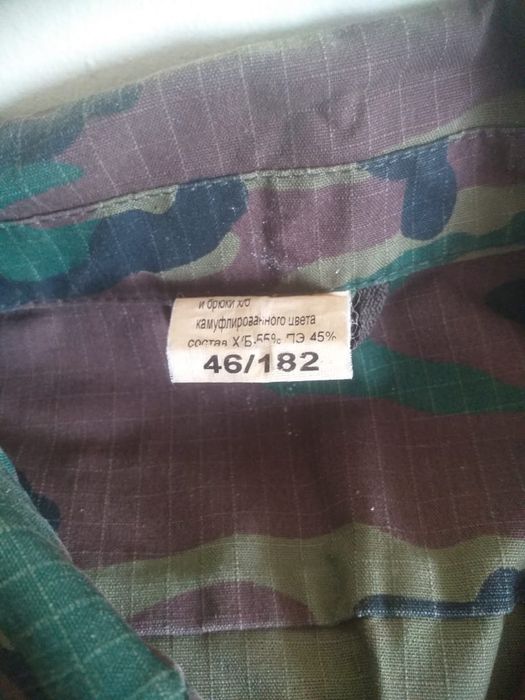 и брюки х/б
камуфлированного цвета
состав Х/Б-55% ПЭ 45%
46/182